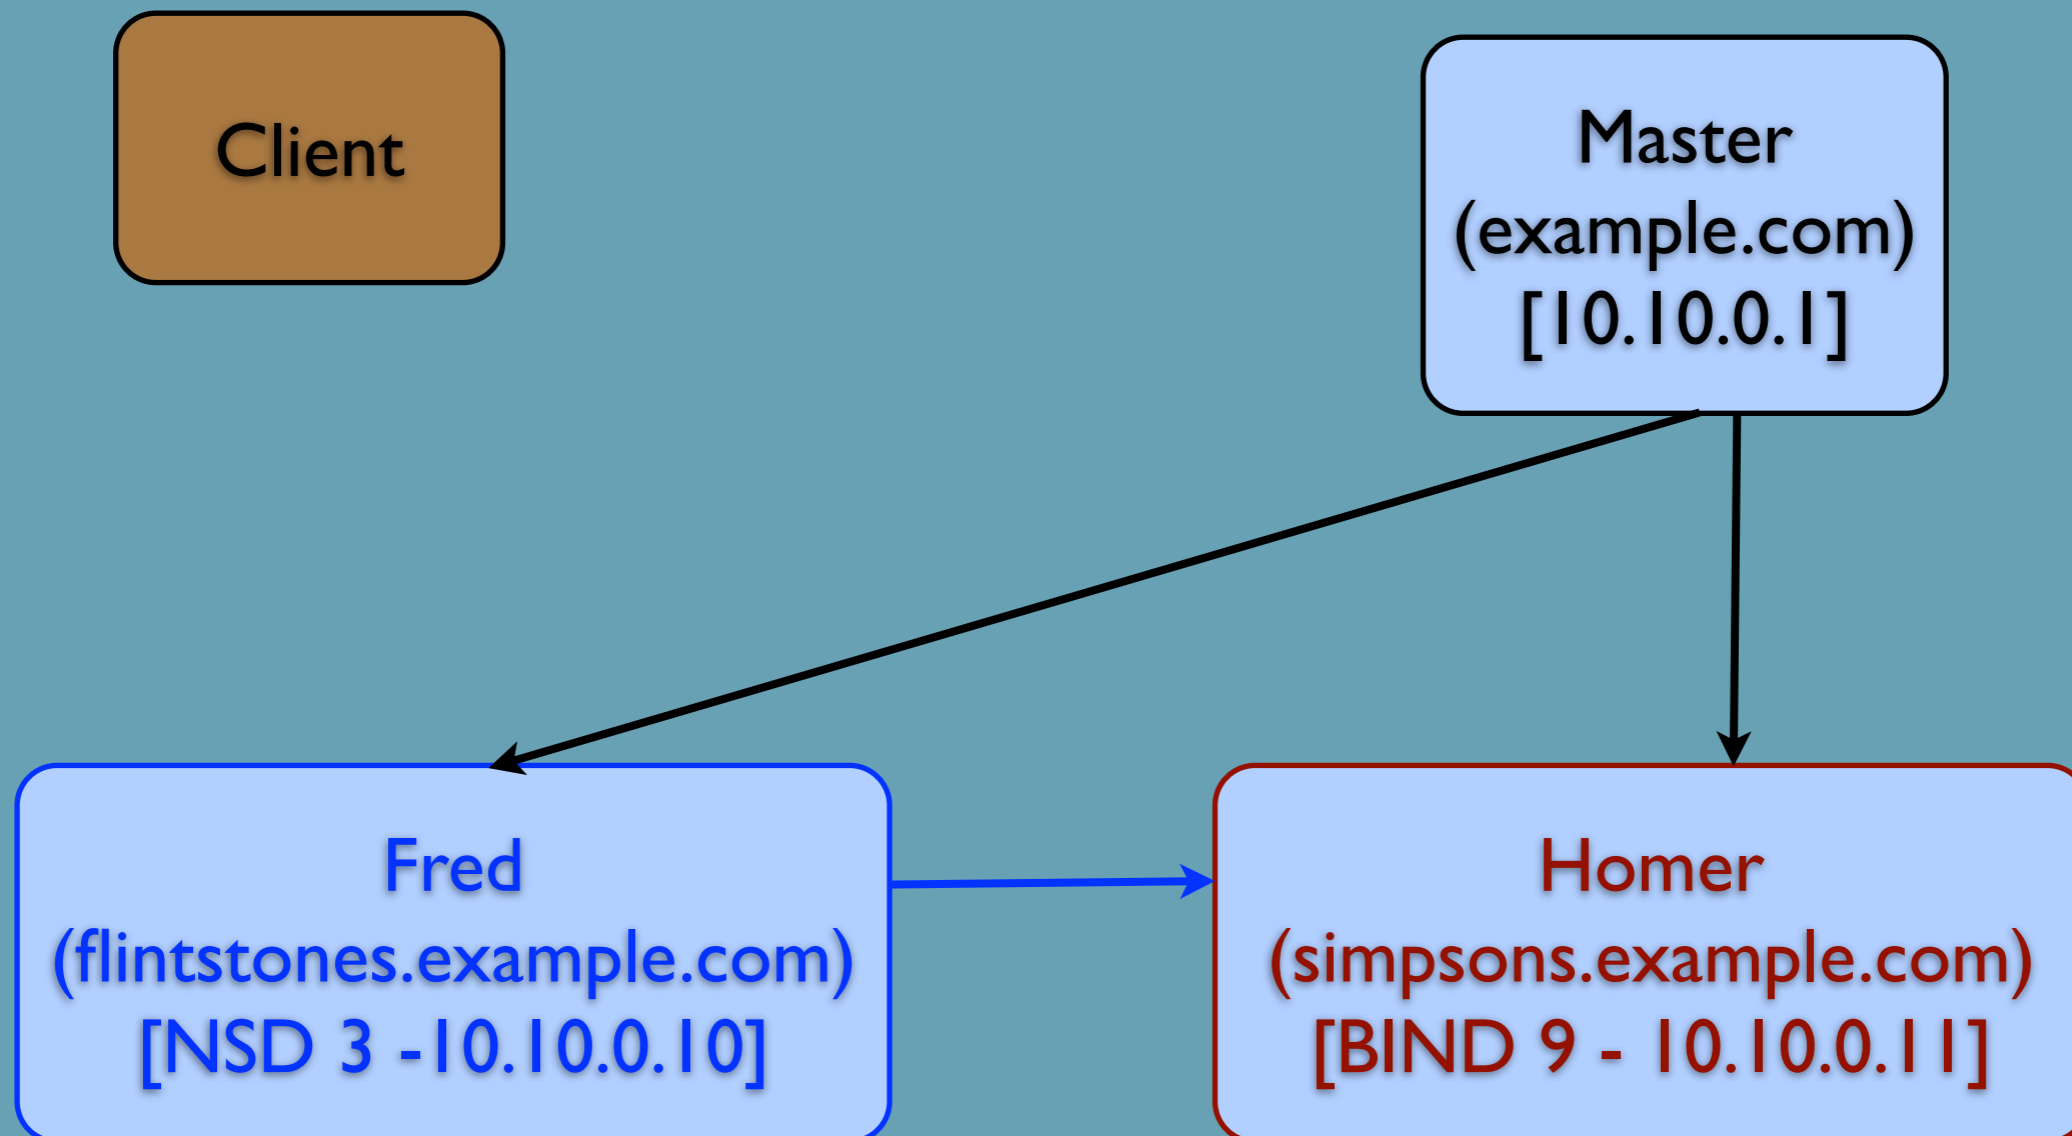 Client
Master
(example.com)
[10.10.0.1]
Fred
(flintstones.example.com)
[NSD 3 -10.10.0.10]
Homer
(simpsons.example.com)
[BIND 9 - 10.10.0.11]